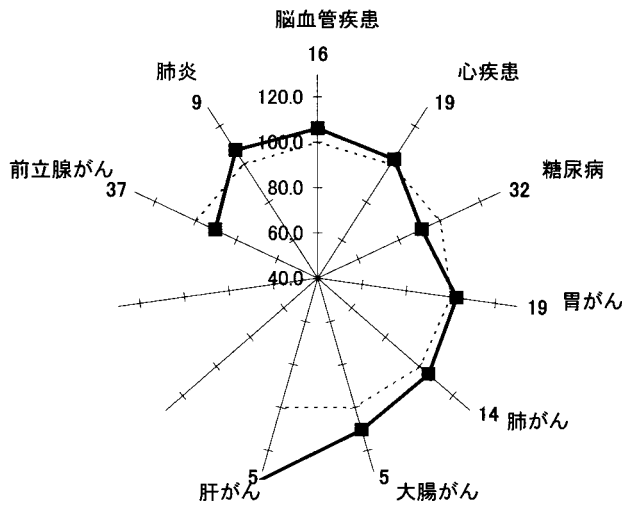 脳血管疾患
16
肺炎
9
心疾患
19
120.0
100.0
前立腺がん
37
糖尿病
32
80.0
60.0
40.0
19
胃がん
14
肺がん
5
肝がん
5
大腸がん